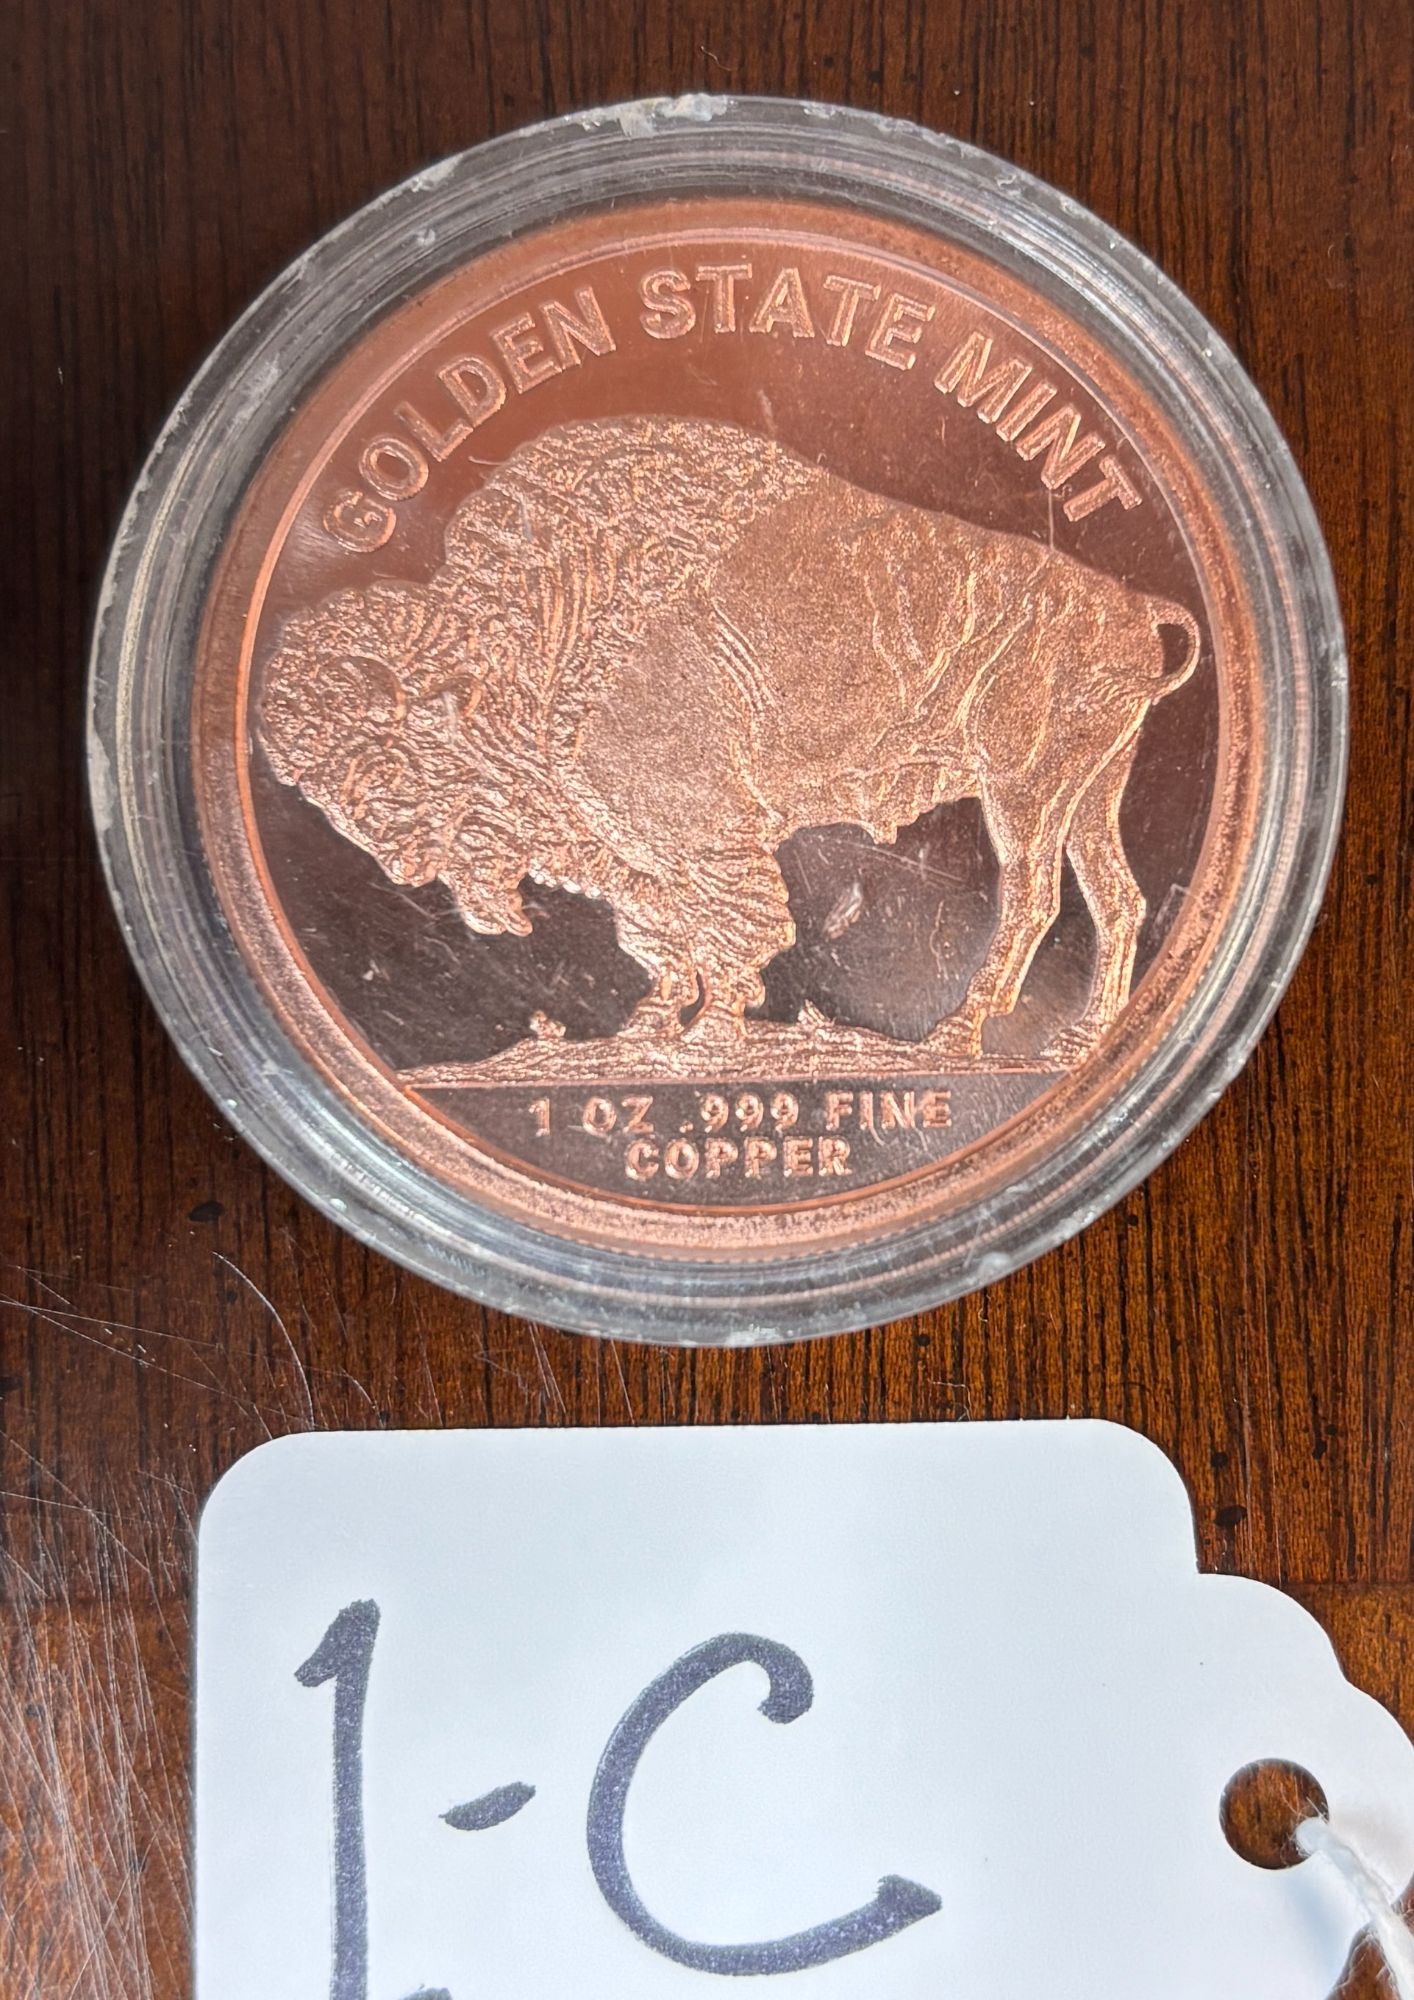 GOLDEN STATE MINT
1 OZ .999 FINE
COPPER
1-C